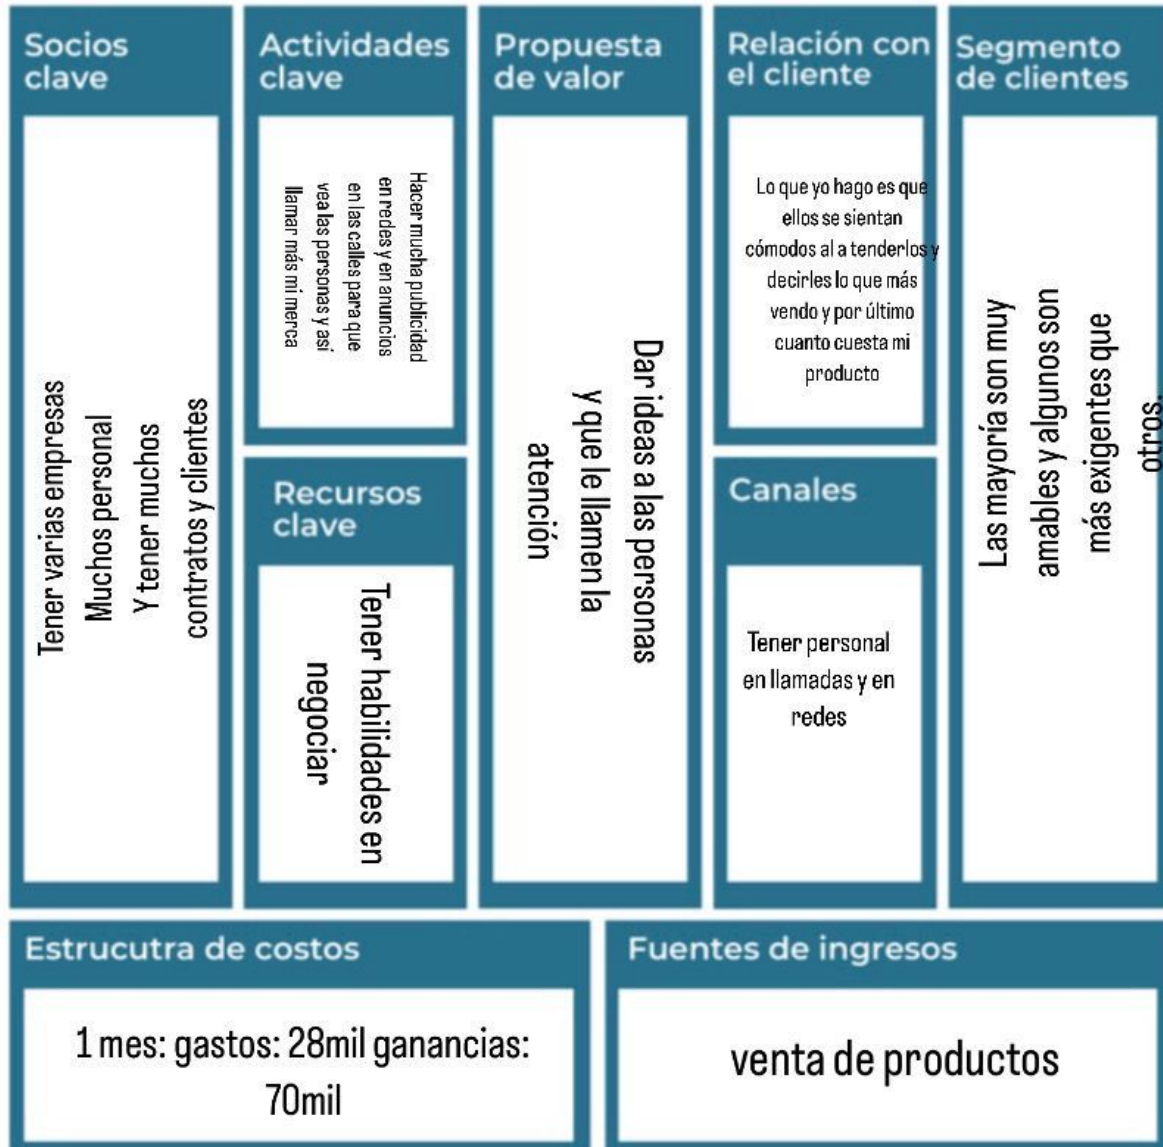 Socios
clave
Tener varias empresas
Muchos personal
Y tener muchos
contratos y clientes
Actividades
clave
Hacer mucha publicidad
en redes y en anuncios
en las calles para que
vea las personas y así
llamar más mi merca
Recursos
clave
Tener habilidades en
negociar
Propuesta
de valor
Dar ideas a las personas
y que le llamen la
atención
Relación con
el cliente
Lo que yo hago es que
ellos se sientan
cómodos al a tenderlos y
decirles lo que más
vendo y por último
cuanto cuesta mi
producto
Canales
Tener personal
en llamadas y en
redes
Segmento
de clientes
Las mayoría son muy
amables y algunos son
más exigentes que
otros.
Estrucutra de costos
1 mes: gastos: 28mil ganancias:
70mil
Fuentes de ingresos
venta de productos